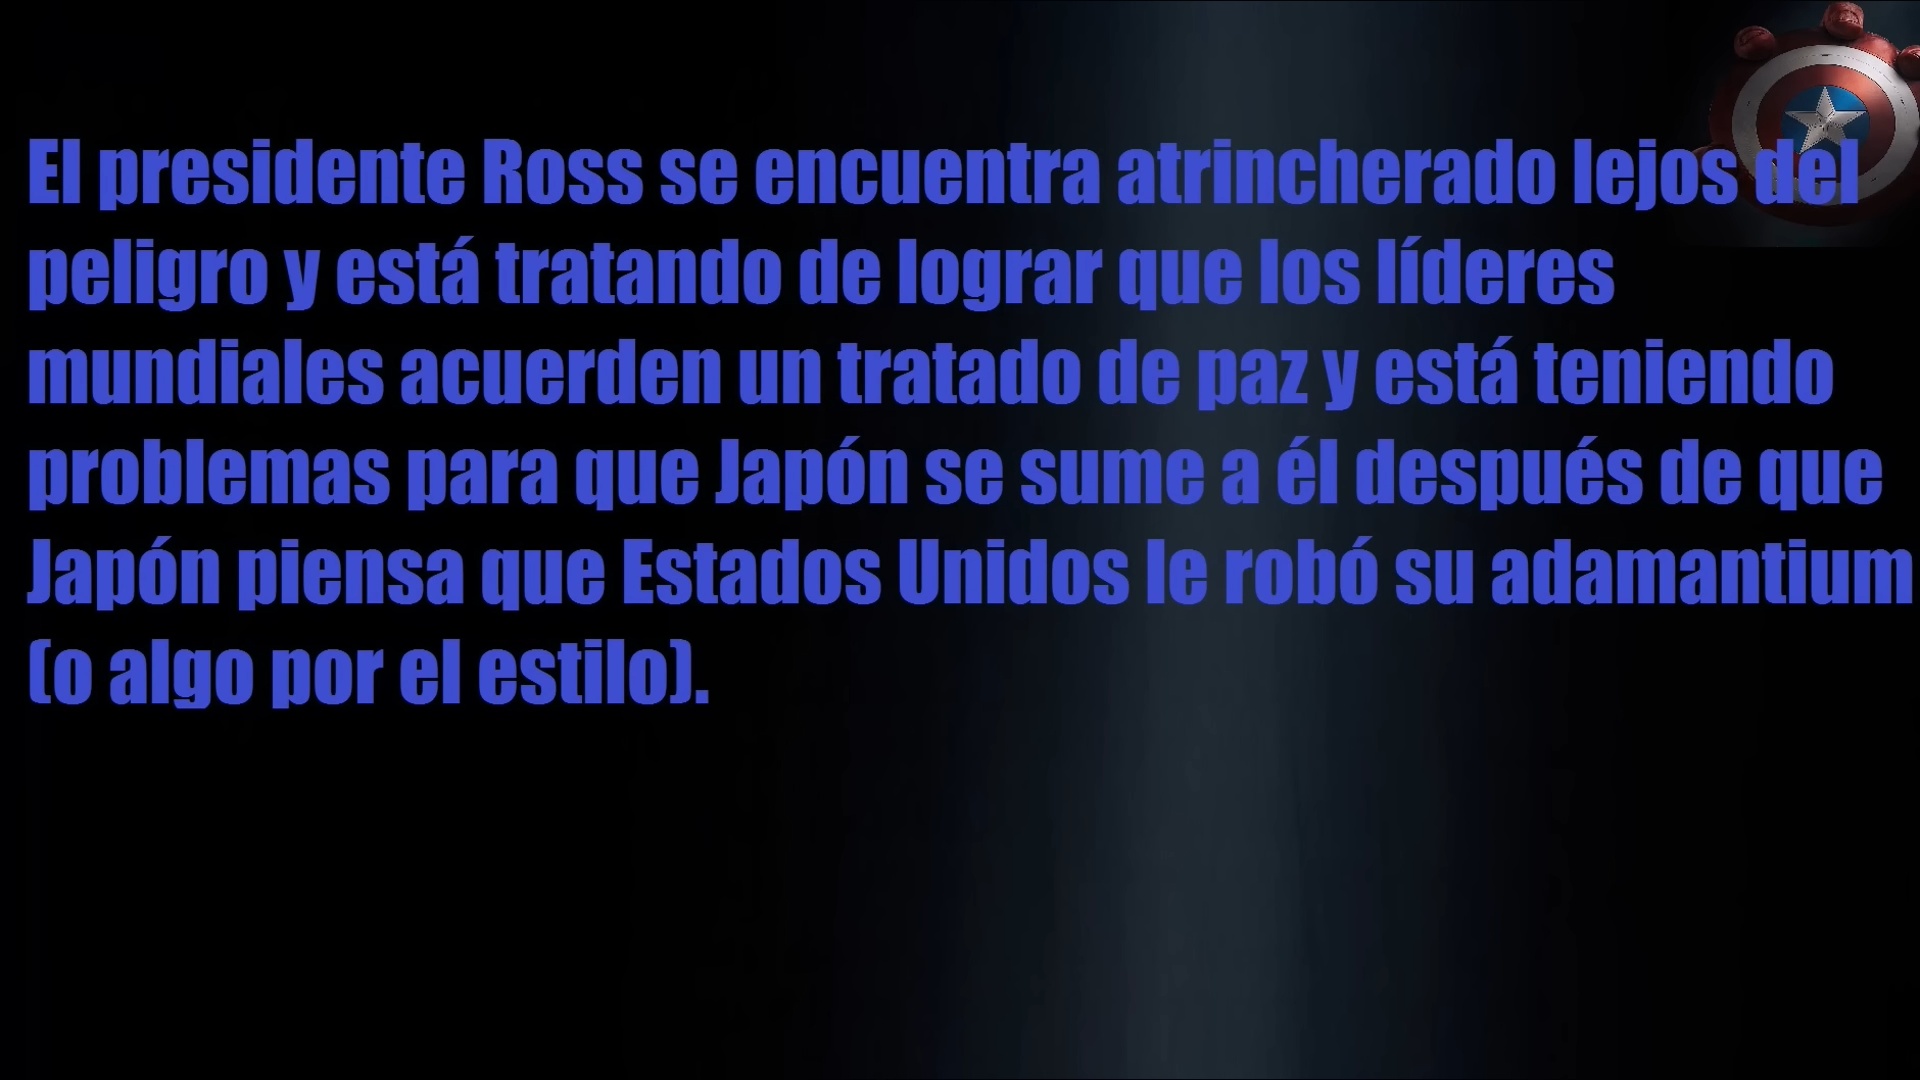 El presidente Ross se encuentra atrincherado lejos del
peligro y está tratando de lograr que los líderes
mundiales acuerden un tratado de paz y está teniendo
problemas para que Japón se sume a él después de que
Japón piensa que Estados Unidos le robó su adamantium
(o algo por el estilo).